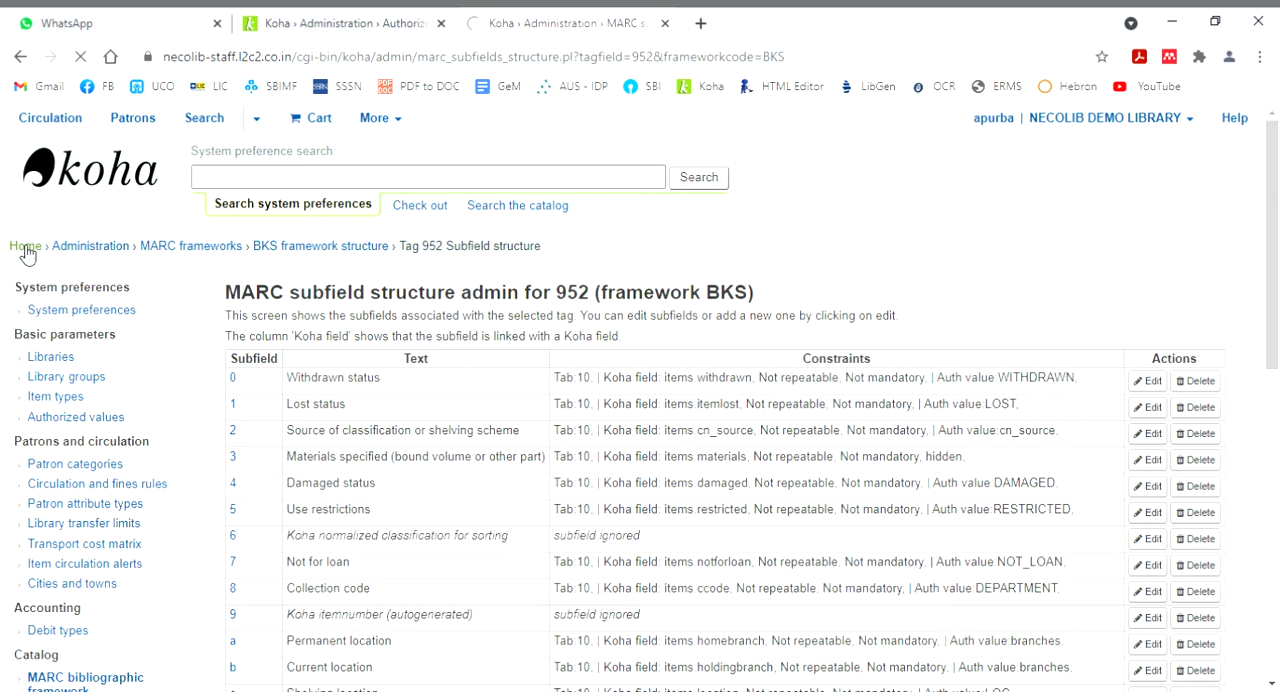 WhatsApp
Koha › Administration › Authoriz
Koha › Administration › MARC s
necolib-staff.l2c2.co.in/cgi-bin/koha/admin/marc_subfields_structure.pl?tagfield=952&frameworkcode=BKS
Gmail FB UCO LIC SBIMF SSSN PDF to DOC GeM AUS - IDP SBI Koha HTML Editor LibGen OCR ERMS Hebron YouTube
Circulation Patrons Search Cart More apurba | NECOLIB DEMO LIBRARY Help
koha
System preference search:
Search
Search system preferences Check out Search the catalog
Home › Administration › MARC frameworks › BKS framework structure › Tag 952 Subfield structure
System preferences
System preferences
Basic parameters
Libraries
Library groups
Item types
Authorized values
Patrons and circulation
Patron categories
Circulation and fines rules
Patron attribute types
Library transfer limits
Transport cost matrix
Item circulation alerts
Cities and towns
Accounting
Debit types
Catalog
MARC bibliographic
framework
MARC subfield structure admin for 952 (framework BKS)
This screen shows the subfields associated with the selected tag. You can edit subfields or add a new one by clicking on edit.
The column 'Koha field' shows that the subfield is linked with a Koha field.
Subfield Text Constraints Actions
0 Withdrawn status Tab:10, | Koha field: items.withdrawn, Not repeatable, Not mandatory, | Auth value:WITHDRAWN, Edit Delete
1 Lost status Tab:10, | Koha field: items.itemlost, Not repeatable, Not mandatory, | Auth value:LOST, Edit Delete
2 Source of classification or shelving scheme Tab:10, | Koha field: items.cn_source, Not repeatable, Not mandatory, | Auth value:cn_source, Edit Delete
3 Materials specified (bound volume or other part) Tab:10, | Koha field: items.materials, Not repeatable, Not mandatory, hidden, Edit Delete
4 Damaged status Tab:10, | Koha field: items.damaged, Not repeatable, Not mandatory, | Auth value:DAMAGED, Edit Delete
5 Use restrictions Tab:10, | Koha field: items.restricted, Not repeatable, Not mandatory, | Auth value:RESTRICTED, Edit Delete
6 Koha normalized classification for sorting subfield ignored Edit Delete
7 Not for loan Tab:10, | Koha field: items.notforloan, Not repeatable, Not mandatory, | Auth value:NOT_LOAN, Edit Delete
8 Collection code Tab:10, | Koha field: items.ccode, Not repeatable, Not mandatory, | Auth value:DEPARTMENT, Edit Delete
9 Koha itemnumber (autogenerated) subfield ignored Edit Delete
a Permanent location Tab:10, | Koha field: items.homebranch, Not repeatable, Not mandatory, | Auth value:branches, Edit Delete
b Current location Tab:10, | Koha field: items.holdingbranch, Not repeatable, Not mandatory, | Auth value:branches, Edit Delete